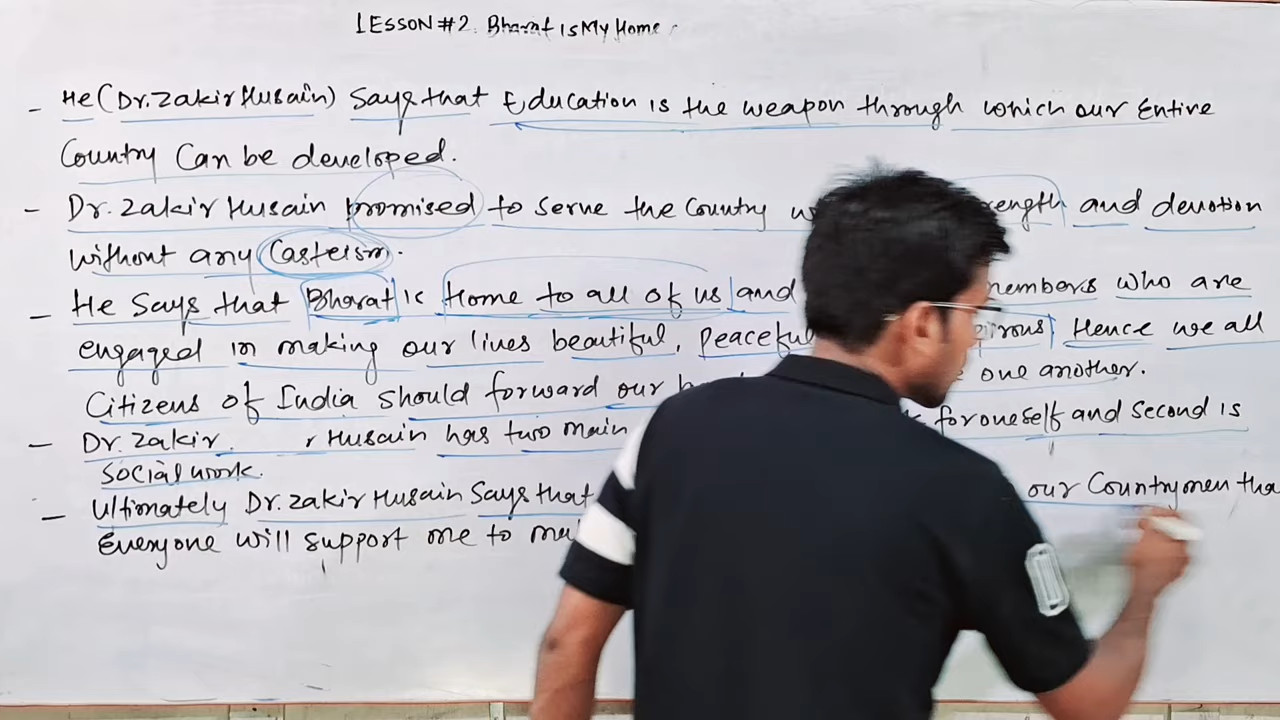 LESSON #2. Bharat is My Home
- He (Dr. Zakir Husain) says that Education is the weapon through which our Entire
Country Can be developed.
- Dr. Zakir Husain promised to serve the Country and devotion
without any Casteism.
- He Says that Bharat is Home to all of us and members who are
engaged in making our lives beautiful, Peaceful Hence we all
Citizens of India should forward our one another.
- Dr. Zakir Husain has two main for oneself and Second is
Social work.
- Ultimately Dr. Zakir Husain Says that our Countrymen
Everyone will support me to